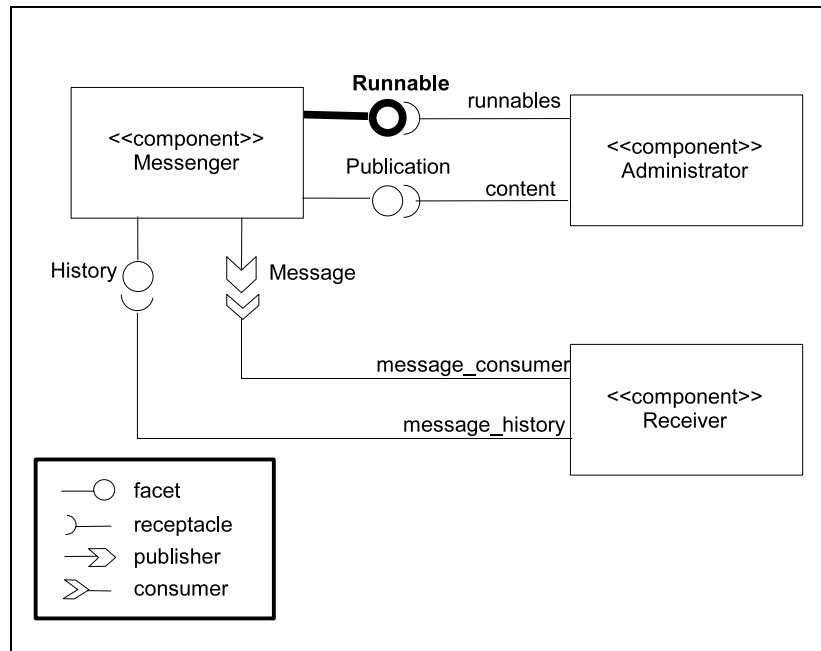 Runnable
runnables
<<component>>
Messenger
<<component>>
Administrator
Publication
content
History
Message
message_consumer
<<component>>
Receiver
message_history
facet
receptacle
publisher
consumer